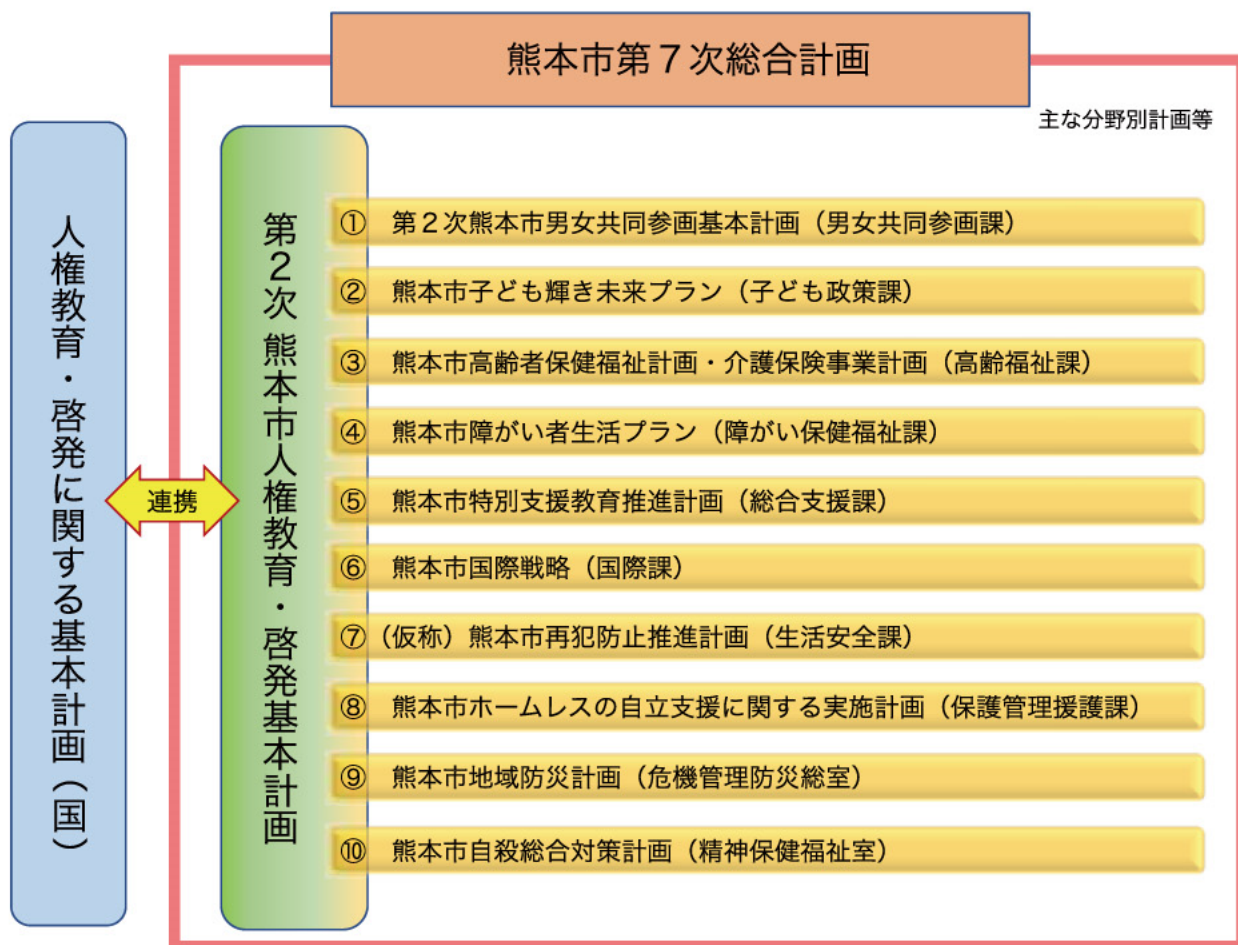 熊本市第7次総合計画
主な分野別計画等
人権教育・啓発に関する基本計画（国）
連携
第2次 熊本市人権教育・啓発基本計画
① 第2次熊本市男女共同参画基本計画（男女共同参画課）
② 熊本市子ども輝き未来プラン（子ども政策課）
③ 熊本市高齢者保健福祉計画・介護保険事業計画（高齢福祉課）
④ 熊本市障がい者生活プラン（障がい保健福祉課）
⑤ 熊本市特別支援教育推進計画（総合支援課）
⑥ 熊本市国際戦略（国際課）
⑦（仮称）熊本市再犯防止推進計画（生活安全課）
⑧ 熊本市ホームレスの自立支援に関する実施計画（保護管理援護課）
⑨ 熊本市地域防災計画（危機管理防災総室）
⑩ 熊本市自殺総合対策計画（精神保健福祉室）